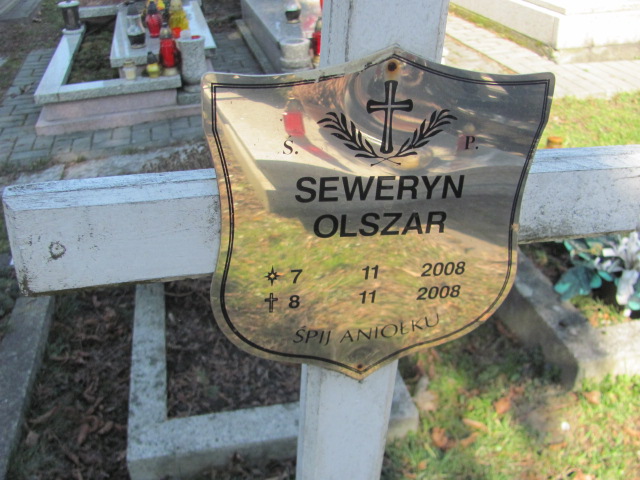 Ś. P.
SEWERYN
OLSZAR
7 11 2008
8 11 2008
ŚPIJ ANIOŁKU